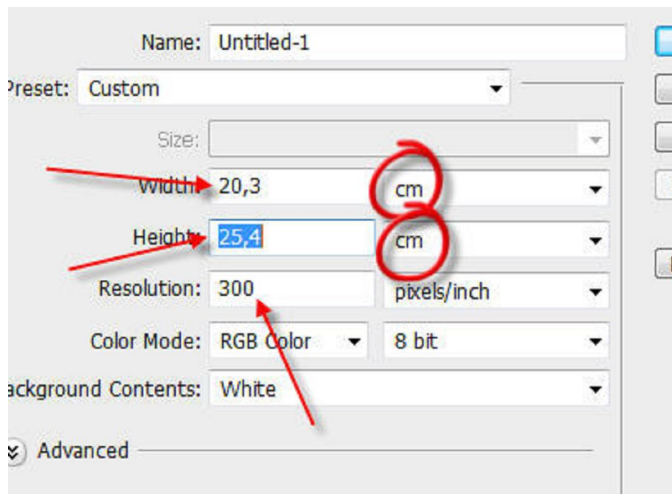 Name: Untitled-1
Preset: Custom
Size:
Width: 20,3 cm
Height: 25,4 cm
Resolution: 300 pixels/inch
Color Mode: RGB Color 8 bit
ackground Contents: White
Advanced